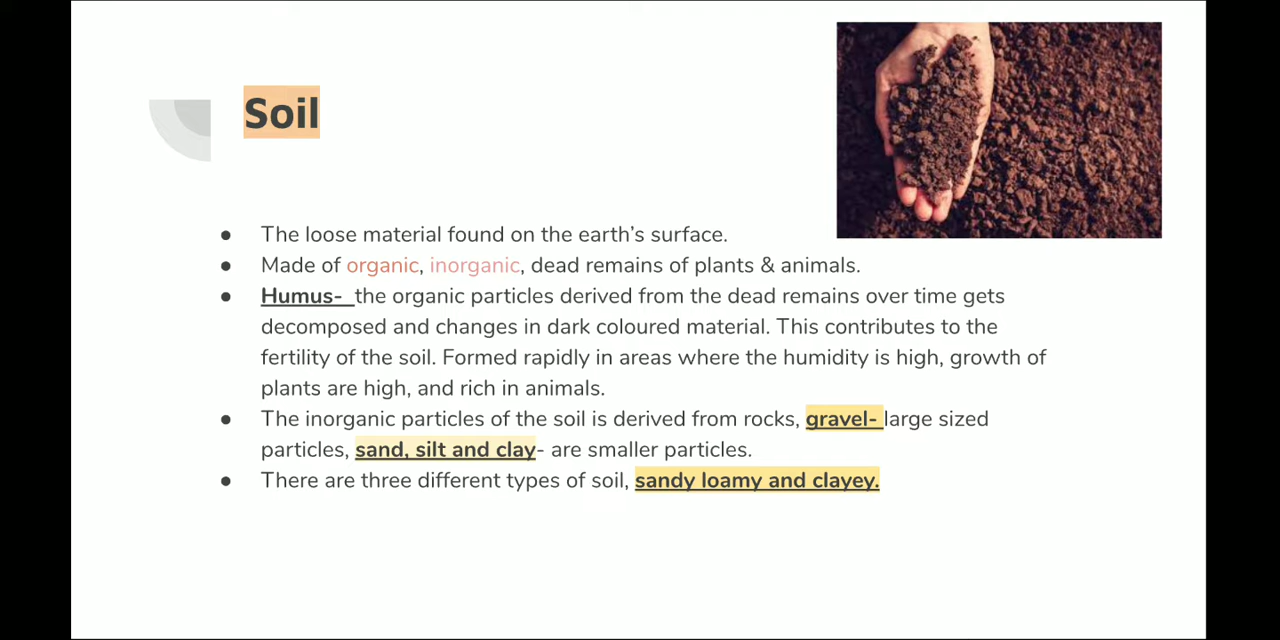 Soil
● The loose material found on the earth’s surface.
● Made of organic, inorganic, dead remains of plants & animals.
● Humus- the organic particles derived from the dead remains over time gets
decomposed and changes in dark coloured material. This contributes to the
fertility of the soil. Formed rapidly in areas where the humidity is high, growth of
plants are high, and rich in animals.
● The inorganic particles of the soil is derived from rocks, gravel- large sized
particles, sand, silt and clay- are smaller particles.
● There are three different types of soil, sandy loamy and clayey.